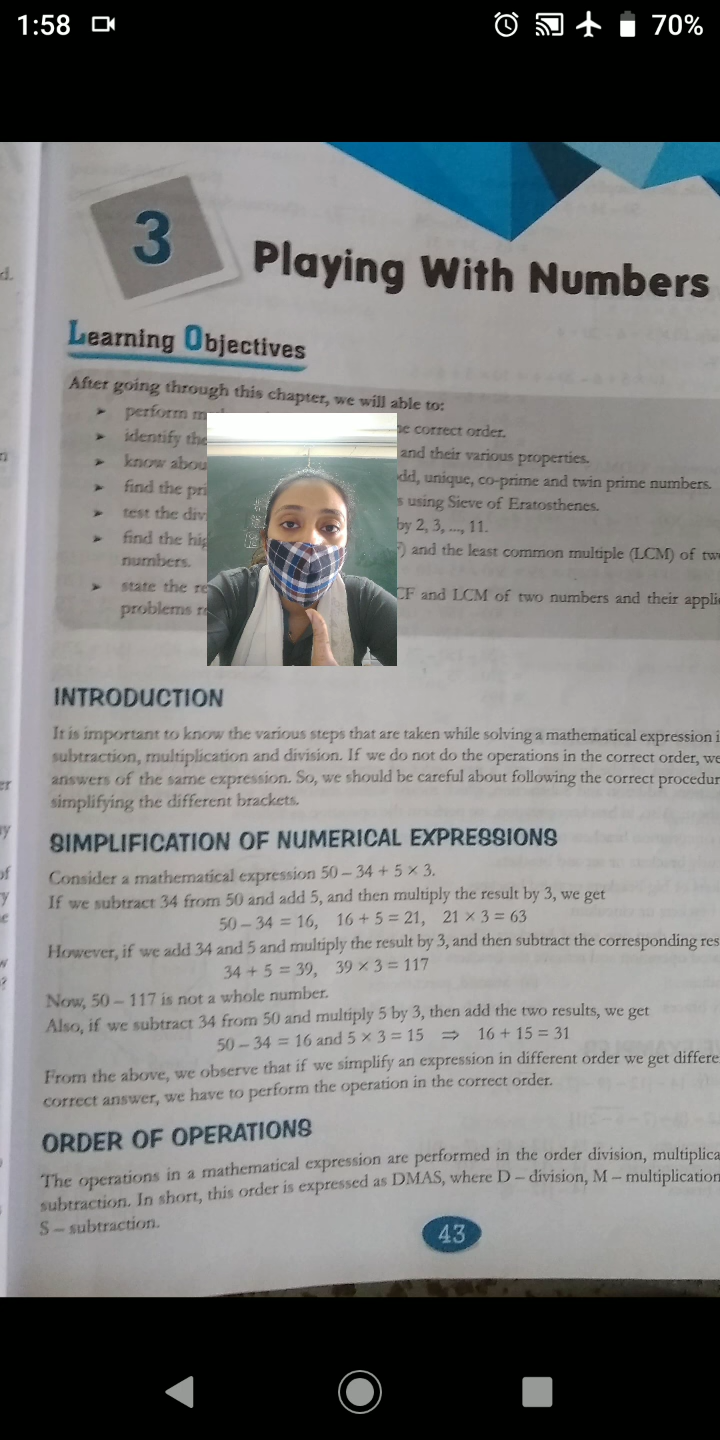 1:58
70%
d.
3
Playing With Numbers
Learning Objectives
After going through this chapter, we will able to:
perform correct order.
identify the and their various properties.
know unique, co-prime and twin prime numbers.
find the using Sieve of Eratosthenes.
test the by 2, 3, ..., 11.
find the and the least common multiple (LCM) of
numbers.
state the and LCM of two numbers and their
problems
INTRODUCTION
It is important to know the various steps that are taken while solving a mathematical expression
subtraction, multiplication and division. If we do not do the operations in the correct order, we
answers of the same expression. So, we should be careful about following the correct
simplifying the different brackets.
er
SIMPLIFICATION OF NUMERICAL EXPRESSIONS
Consider a mathematical expression 50 – 34 + 5 × 3.
If we subtract 34 from 50 and add 5, and then multiply the result by 3, we get
50 – 34 = 16, 16 + 5 = 21, 21 × 3 = 63
However, if we add 34 and 5 and multiply the result by 3, and then subtract the corresponding
34 + 5 = 39, 39 × 3 = 117
Now, 50 – 117 is not a whole number.
Also, if we subtract 34 from 50 and multiply 5 by 3, then add the two results, we get
50 – 34 = 16 and 5 × 3 = 15 ⇒ 16 + 15 = 31
From the above, we observe that if we simplify an expression in different order we get
correct answer, we have to perform the operation in the correct order.
ORDER OF OPERATIONS
The operations in a mathematical expression are performed in the order division,
subtraction. In short, this order is expressed as DMAS, where D – division, M – multiplication
S – subtraction.
43